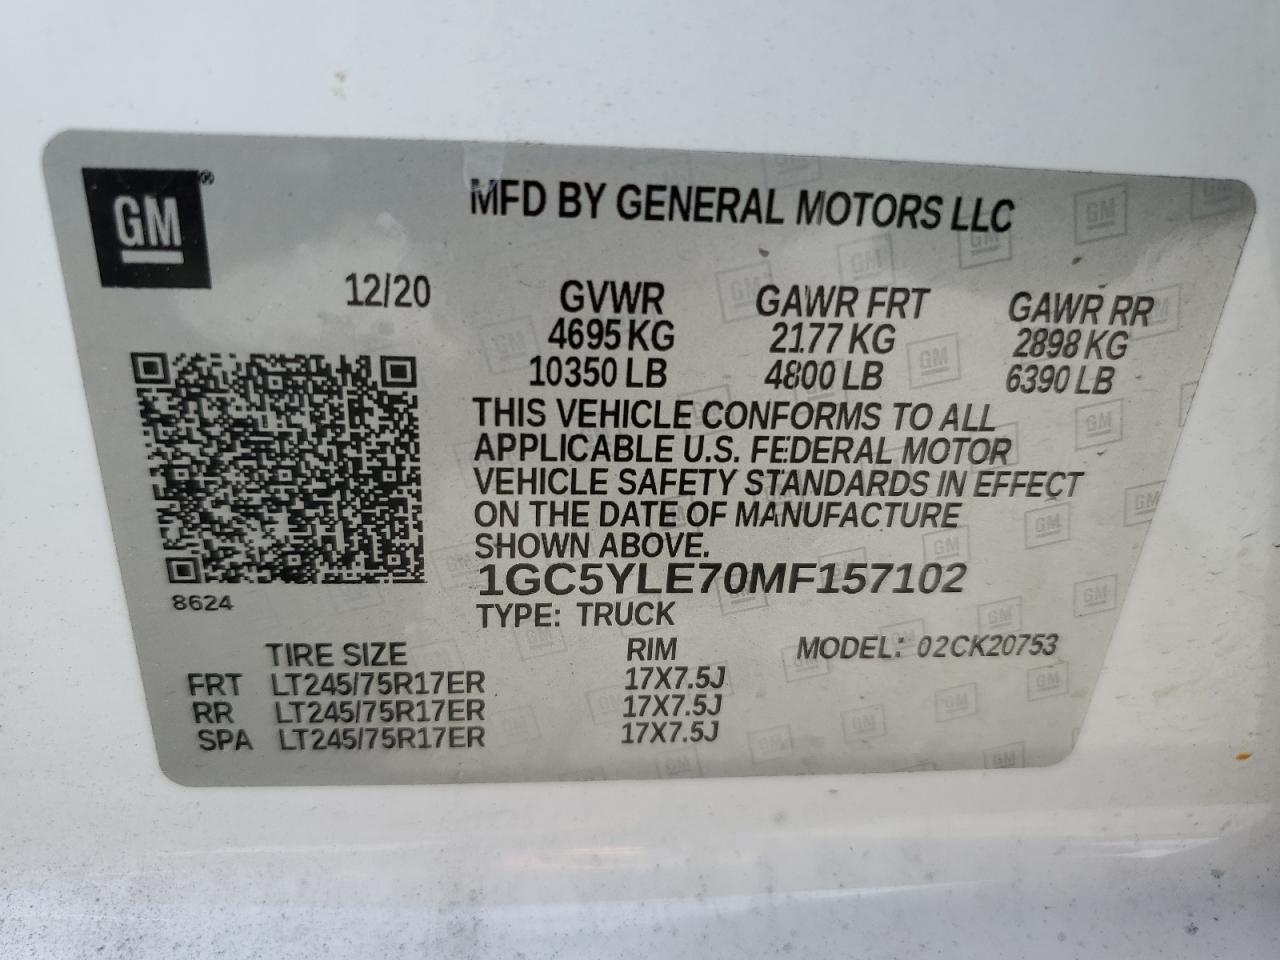 GM®
MFD BY GENERAL MOTORS LLC
12/20
GVWR GAWR FRT GAWR RR
4695 KG 2177 KG 2898 KG
10350 LB 4800 LB 6390 LB
THIS VEHICLE CONFORMS TO ALL
APPLICABLE U.S. FEDERAL MOTOR
VEHICLE SAFETY STANDARDS IN EFFECT
ON THE DATE OF MANUFACTURE
SHOWN ABOVE.
1GC5YLE70MF157102
8624
TYPE: TRUCK
TIRE SIZE RIM MODEL: 02CK20753
FRT LT245/75R17ER 17X7.5J
RR LT245/75R17ER 17X7.5J
SPA LT245/75R17ER 17X7.5J